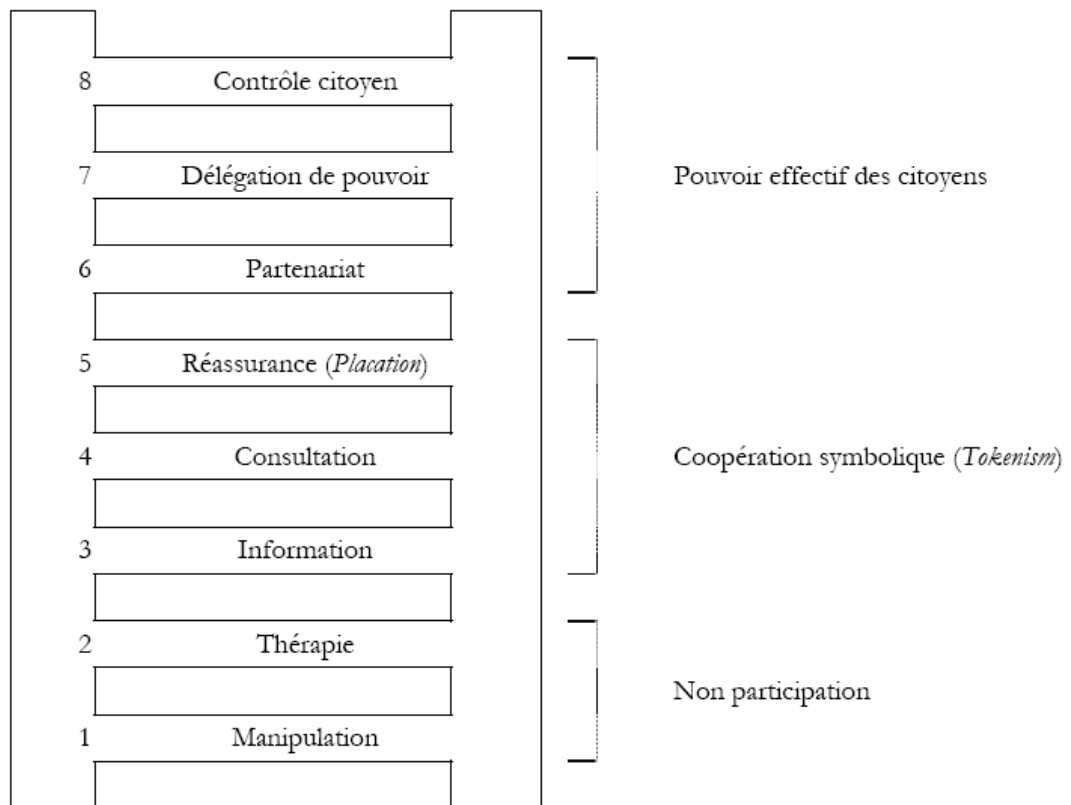 8 Contrôle citoyen
7 Délégation de pouvoir
Pouvoir effectif des citoyens
6 Partenariat
5 Réassurance (Placation)
4 Consultation
Coopération symbolique (Tokenism)
3 Information
2 Thérapie
Non participation
1 Manipulation